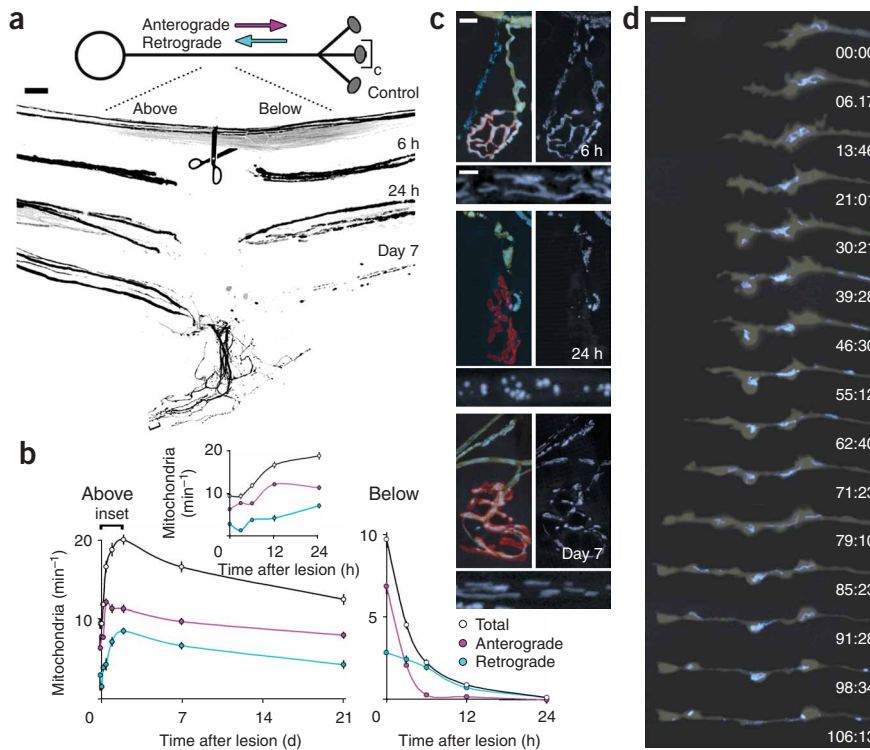 a
Anterograde
Retrograde
c
Control
Above
Below
6 h
24 h
Day 7
b
Above
inset
Mitochondria (min⁻¹)
20
10
0
0
7
14
21
Time after lesion (d)
Mitochondria
(min⁻¹)
20
10
0
0
12
24
Time after lesion (h)
Below
10
5
0
0
12
24
Time after lesion (h)
Total
Anterograde
Retrograde
c
6 h
24 h
Day 7
d
00:00
06.17
13:46
21:01
30:21
39:28
46:30
55:12
62:40
71:23
79:10
85:23
91:28
98:34
106:13